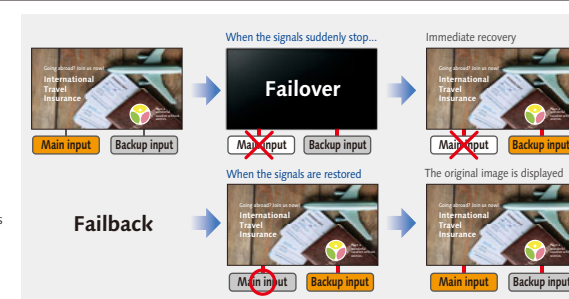 When the signals suddenly stop...
Immediate recovery
Going abroad? Join us now!
International
Travel
Insurance
Failover
Going abroad? Join us now!
International
Travel
Insurance
Main input
Backup input
Main input
Backup input
Main input
Backup input
When the signals are restored
The original image is displayed
s
Failback
Going abroad? Join us now!
International
Travel
Insurance
Going abroad? Join us now!
International
Travel
Insurance
Main input
Backup input
Main input
Backup input